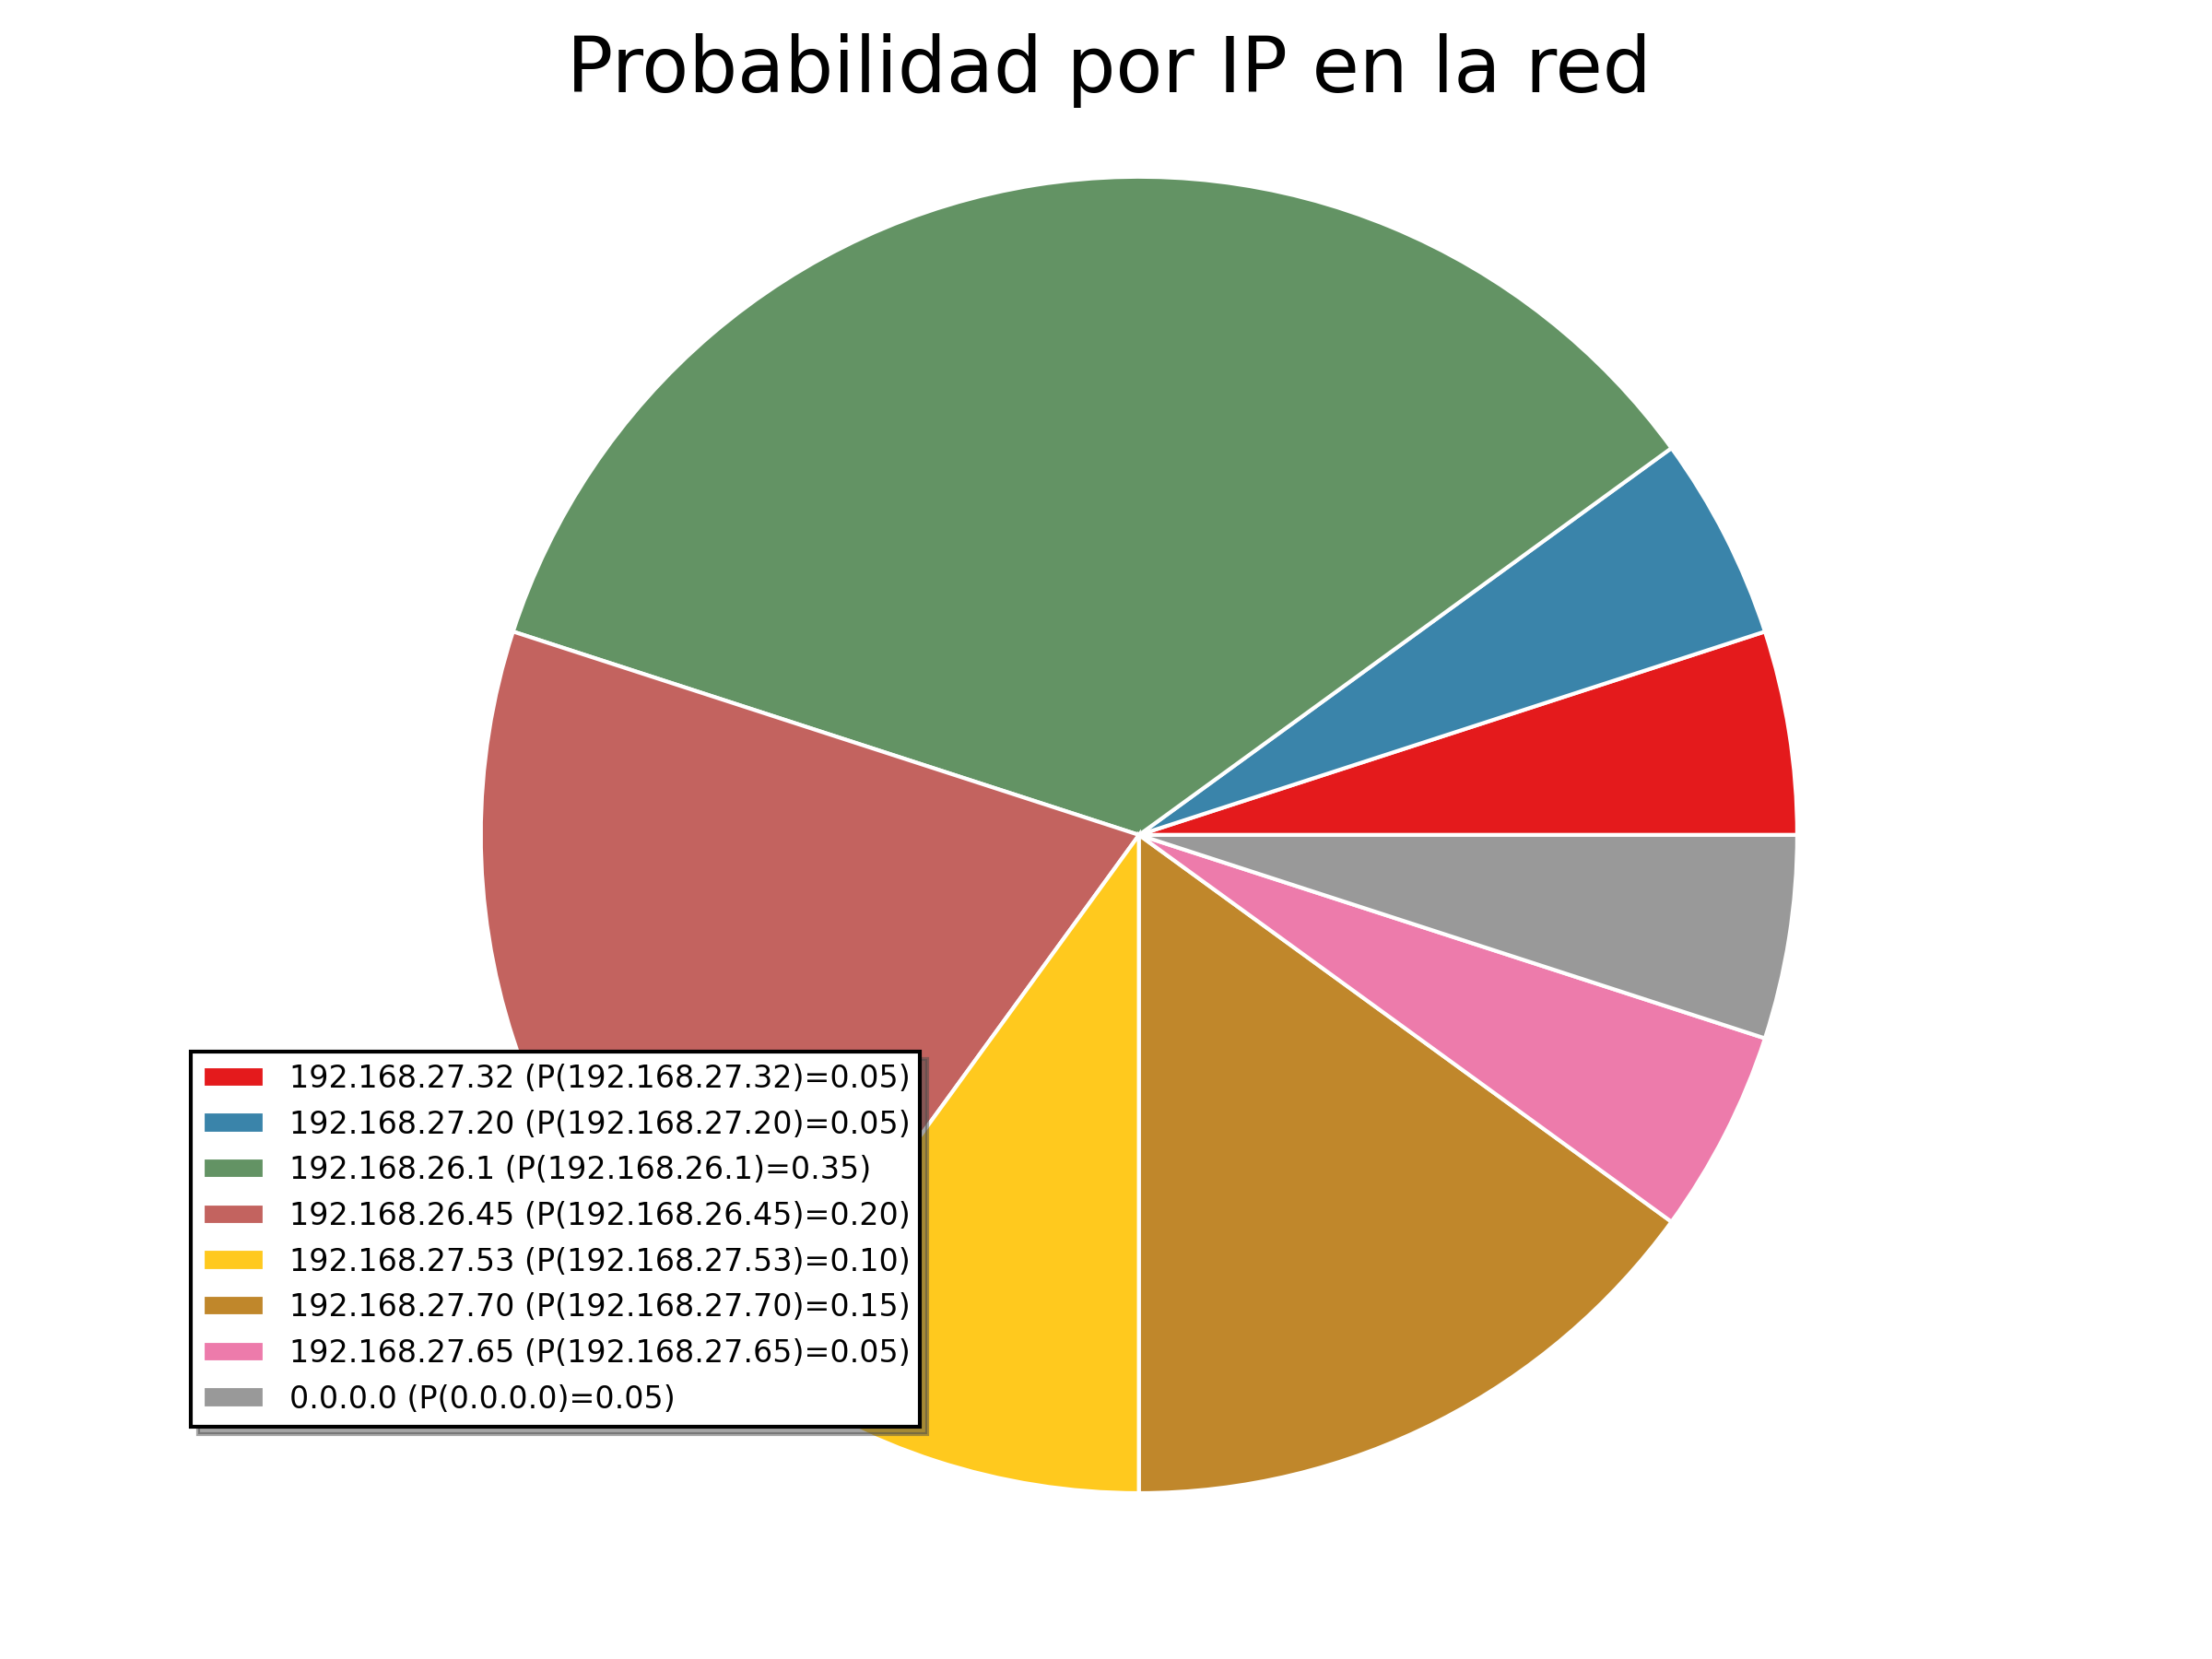 Probabilidad por IP en la red
192.168.27.32 (P(192.168.27.32)=0.05)
192.168.27.20 (P(192.168.27.20)=0.05)
192.168.26.1 (P(192.168.26.1)=0.35)
192.168.26.45 (P(192.168.26.45)=0.20)
192.168.27.53 (P(192.168.27.53)=0.10)
192.168.27.70 (P(192.168.27.70)=0.15)
192.168.27.65 (P(192.168.27.65)=0.05)
0.0.0.0 (P(0.0.0.0)=0.05)